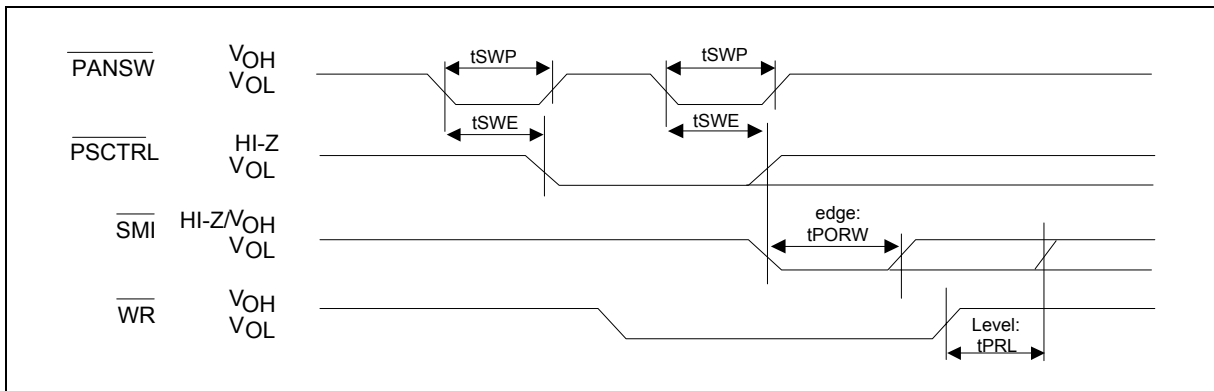 PANSW VOH tSWP tSWP
VOL
tSWE tSWE
PSCTRL HI-Z
VOL
SMI HI-Z/VOH edge:
VOL tPORW
WR VOH
VOL Level:
tPRL